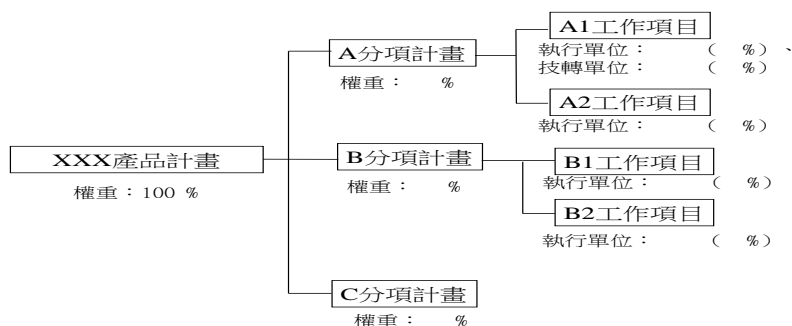 A1工作項目
執行單位：　　　（　%）、
技轉單位：　　　（　%）
A分項計畫
權重：　%
A2工作項目
執行單位：　　　（　%）
XXX產品計畫
權重：100 %
B分項計畫
權重：　%
B1工作項目
執行單位：　　　（　%）
B2工作項目
執行單位：　　　（　%）
C分項計畫
權重：　%